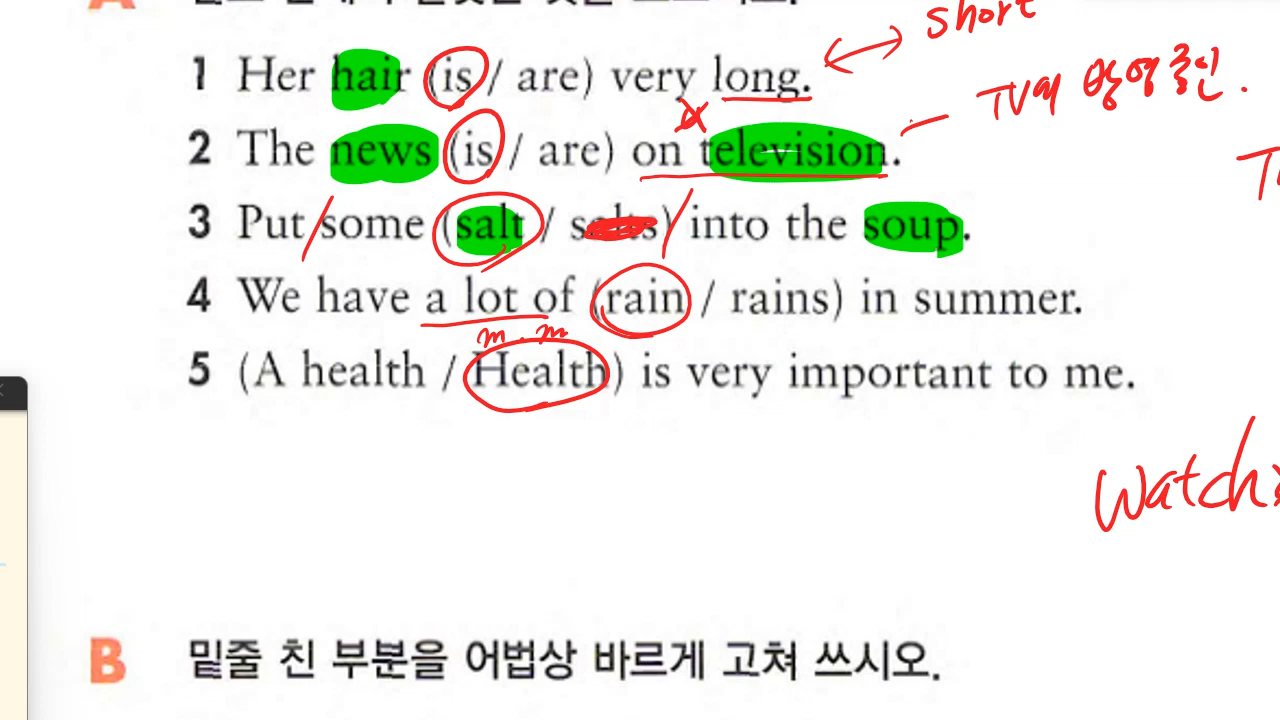 short
1 Her hair (is / are) very long.
TV에 방영중인.
2 The news (is / are) on television.
3 Put some (salt / salts) into the soup.
4 We have a lot of (rain / rains) in summer.
5 (A health / Health) is very important to me.
watch
B 밑줄 친 부분을 어법상 바르게 고쳐 쓰시오.